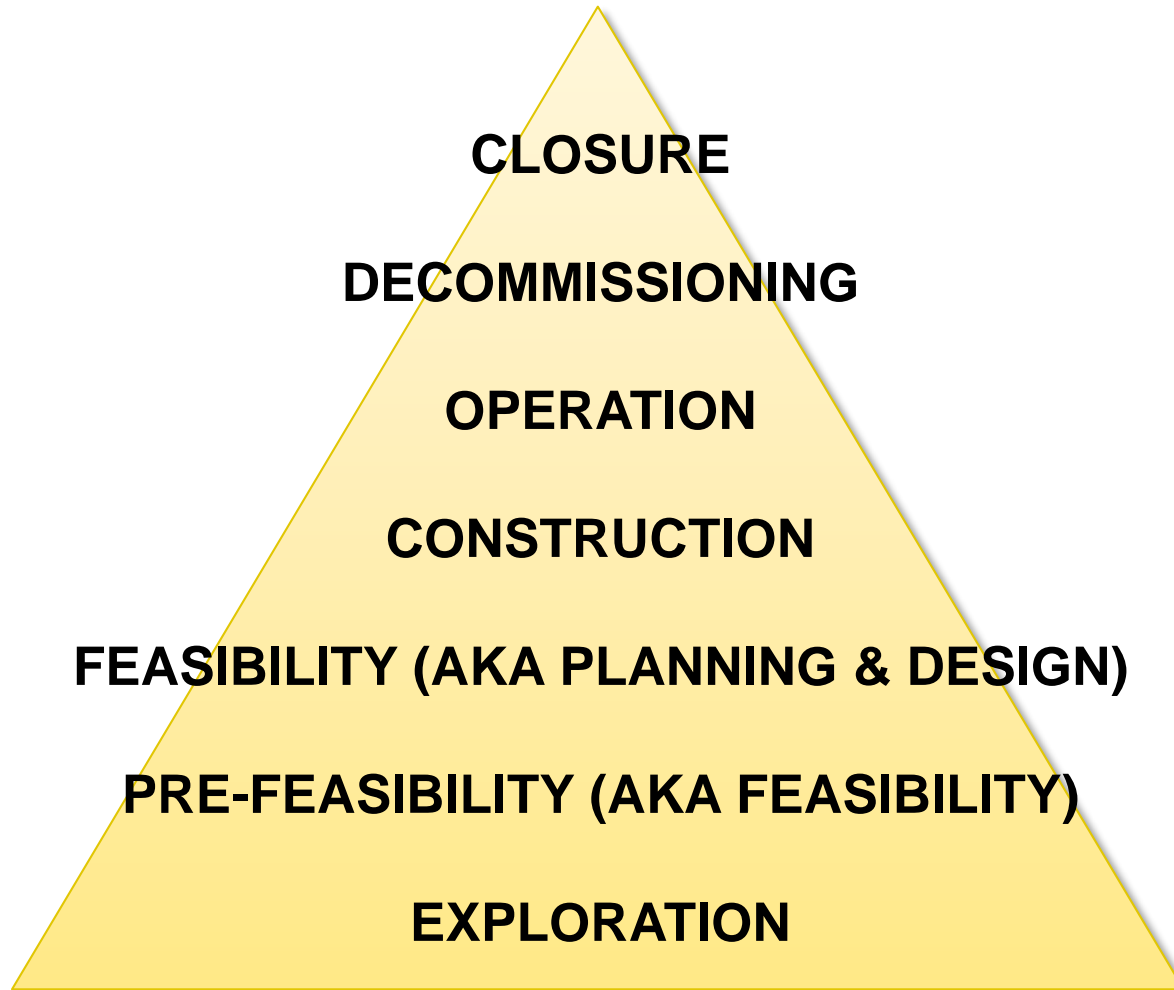 CLOSURE
DECOMMISSIONING
OPERATION
CONSTRUCTION
FEASIBILITY (AKA PLANNING & DESIGN)
PRE-FEASIBILITY (AKA FEASIBILITY)
EXPLORATION